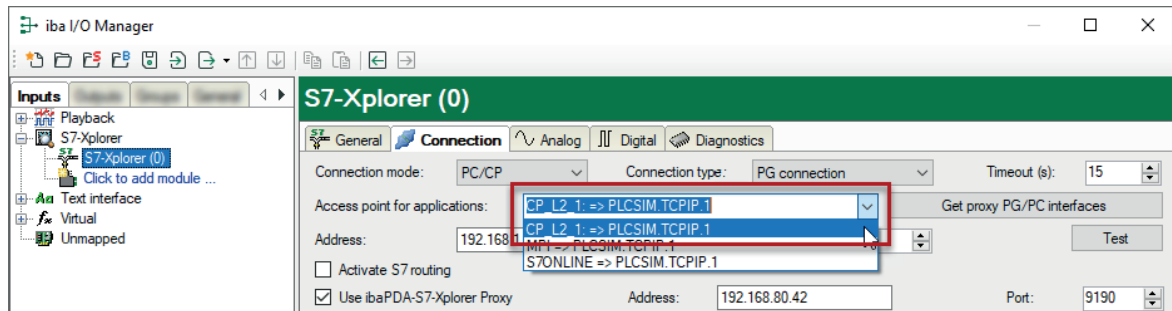 iba I/O Manager
Inputs
Playback
S7-Xplorer
S7-Xplorer (0)
Click to add module ...
Text interface
Virtual
Unmapped
S7-Xplorer (0)
General Connection Analog Digital Diagnostics
Connection mode: PC/CP Connection type: PG connection Timeout (s): 15
Access point for applications: CP_L2_1: => PLCSIM.TCPIP.1 Get proxy PG/PC interfaces
CP_L2_1: => PLCSIM.TCPIP.1
Address: 192.168.1 MPI => PLCSIM.TCPIP.1 Test
S7ONLINE => PLCSIM.TCPIP.1
Activate S7 routing
Use ibaPDA-S7-Xplorer Proxy Address: 192.168.80.42 Port: 9190